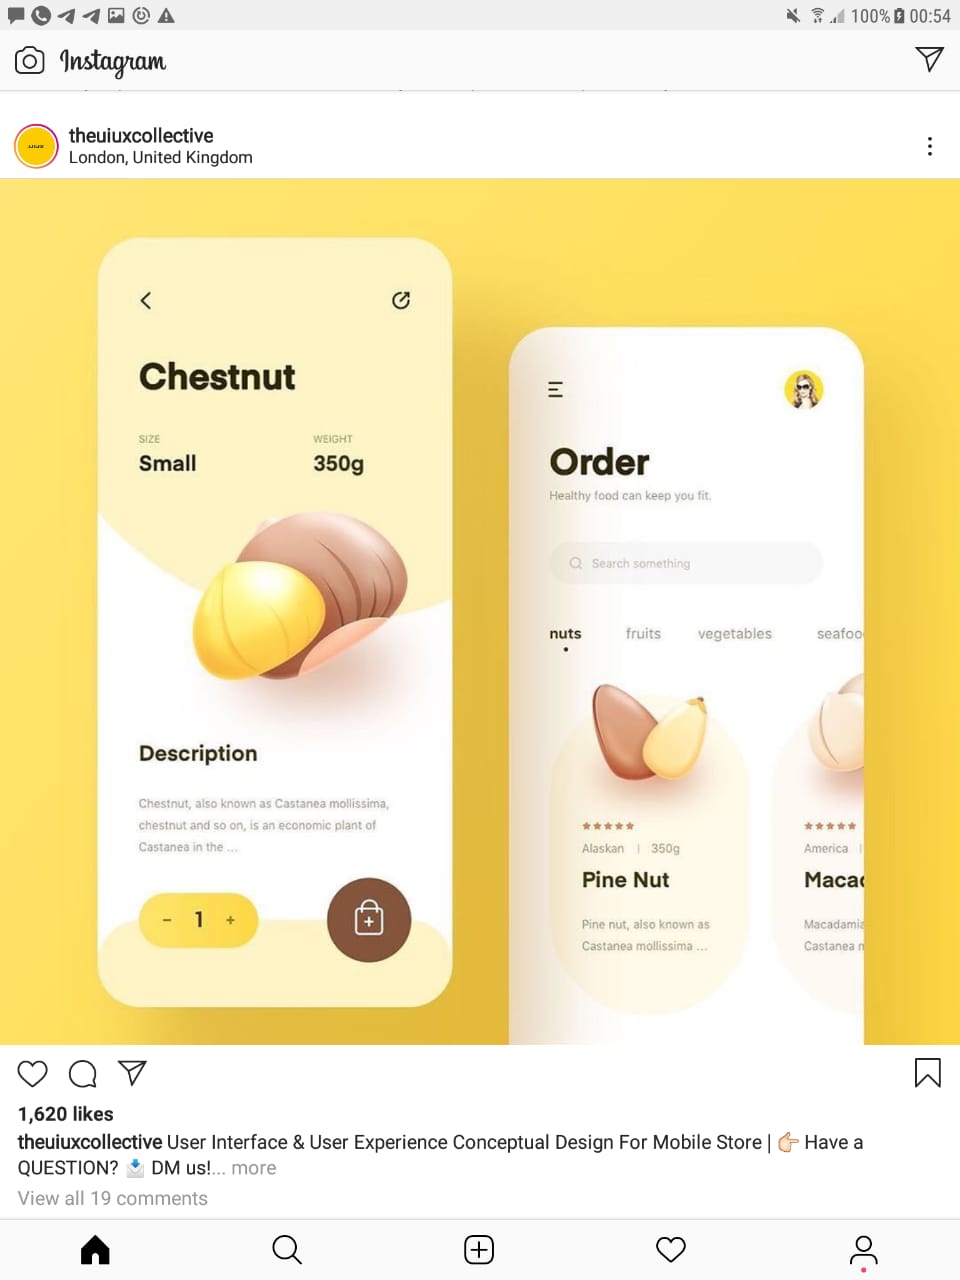 100% 00:54
Instagram
theuiuxcollective
London, United Kingdom
Chestnut
SIZE
WEIGHT
Small
350g
Description
Chestnut, also known as Castanea mollissima,
chestnut and so on, is an economic plant of
Castanea in the ...
- 1 +
Order
Healthy food can keep you fit.
Search something
nuts fruits vegetables seafoo
Alaskan | 350g
Pine Nut
Pine nut, also known as
Castanea mollissima ...
America |
Macad
Macadamia
Castanea m
1,620 likes
theuiuxcollective User Interface & User Experience Conceptual Design For Mobile Store | 👉🏻 Have a
QUESTION? 📩 DM us!... more
View all 19 comments